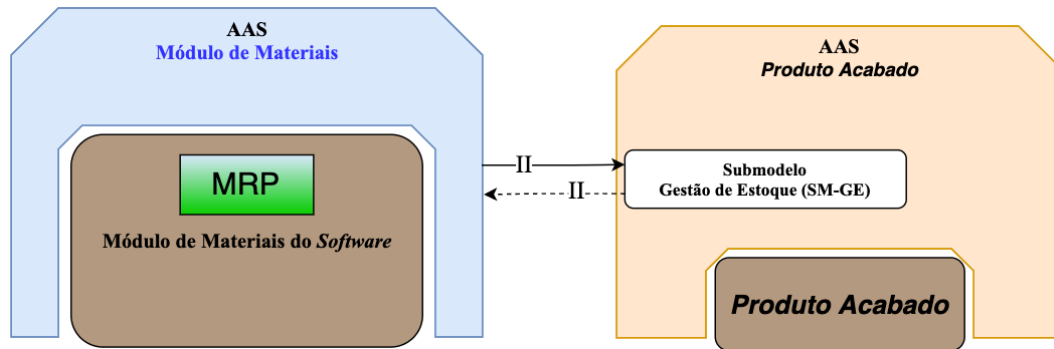 AAS
Módulo de Materiais
MRP
Módulo de Materiais do Software
II
II
AAS
Produto Acabado
Submodelo
Gestão de Estoque (SM-GE)
Produto Acabado